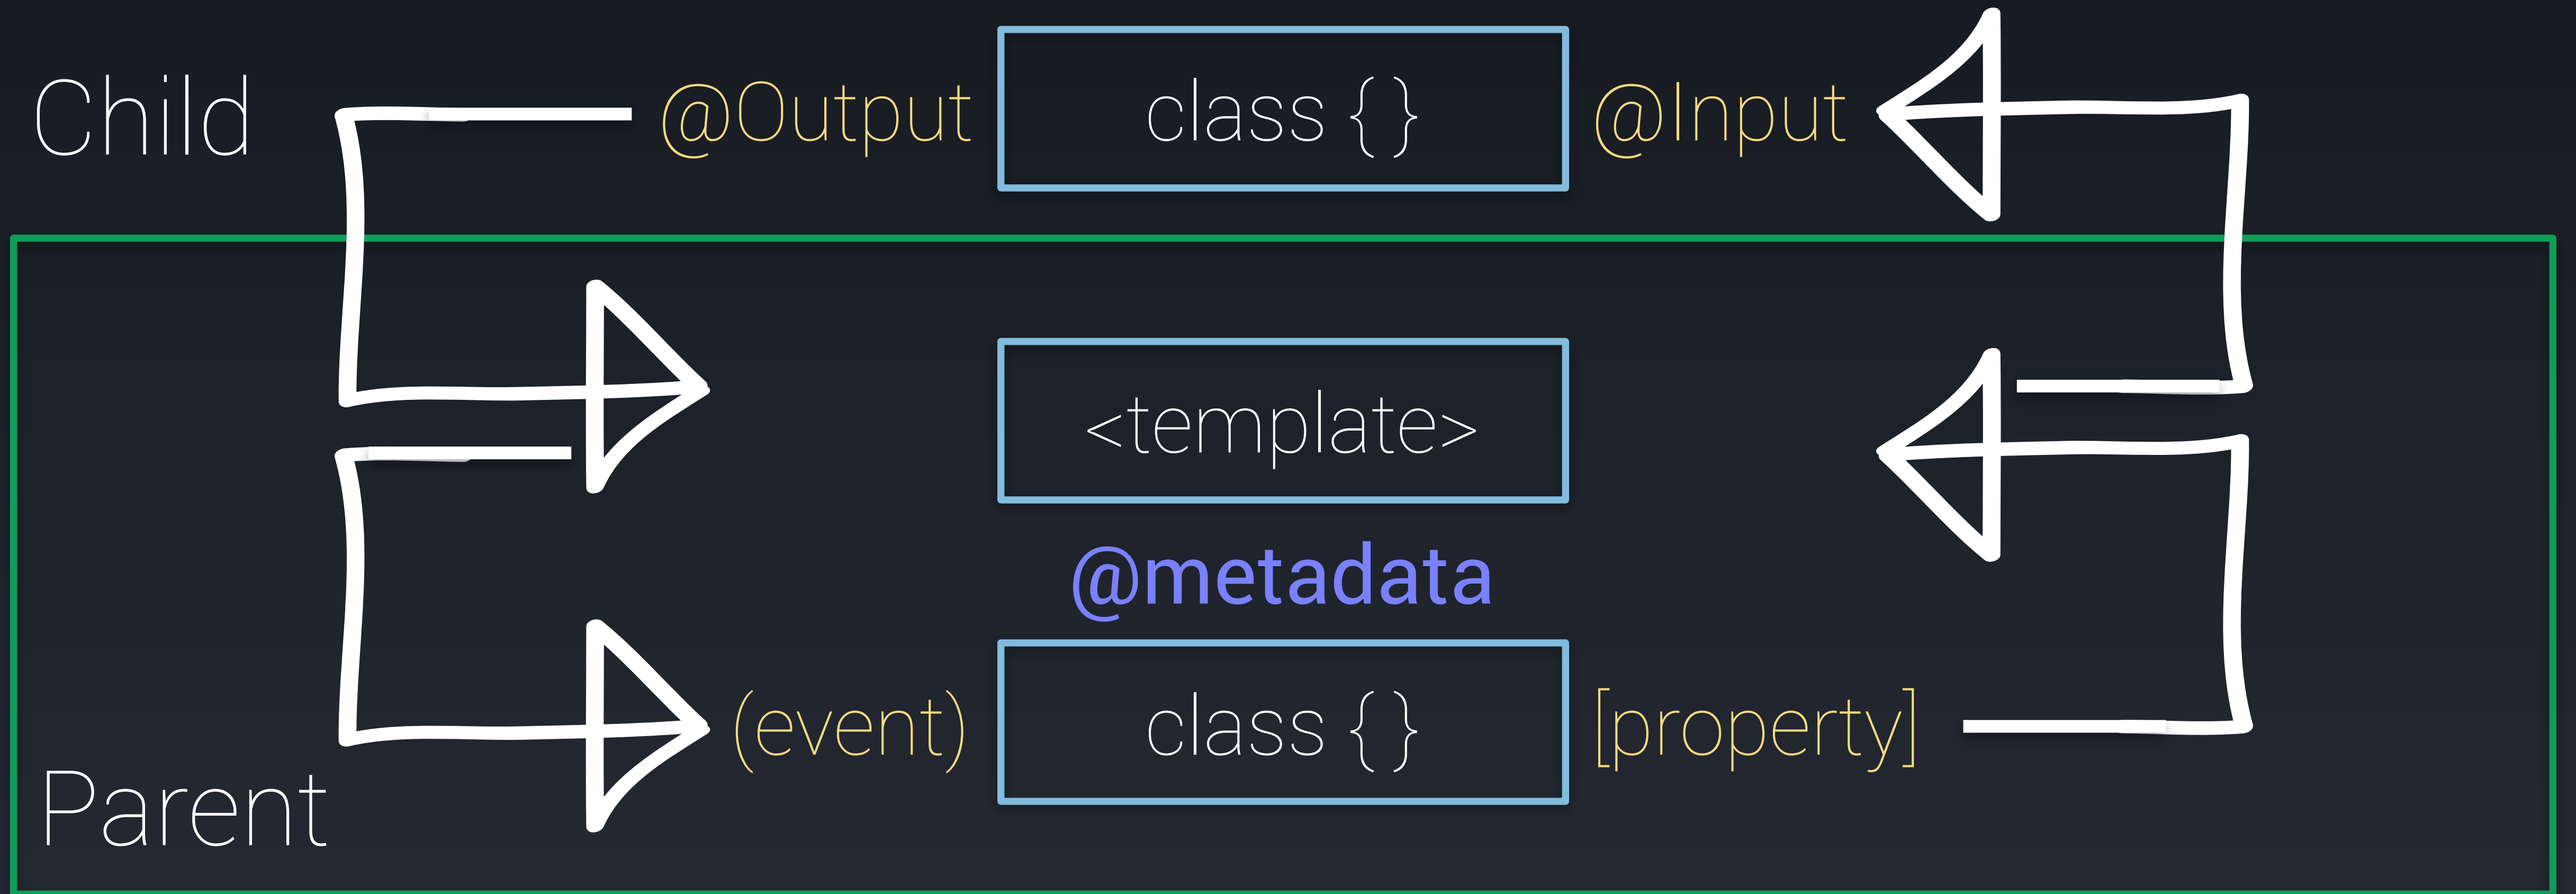 Child
@Output
class {}
@Input
<template>
@metadata
(event)
class {}
[property]
Parent